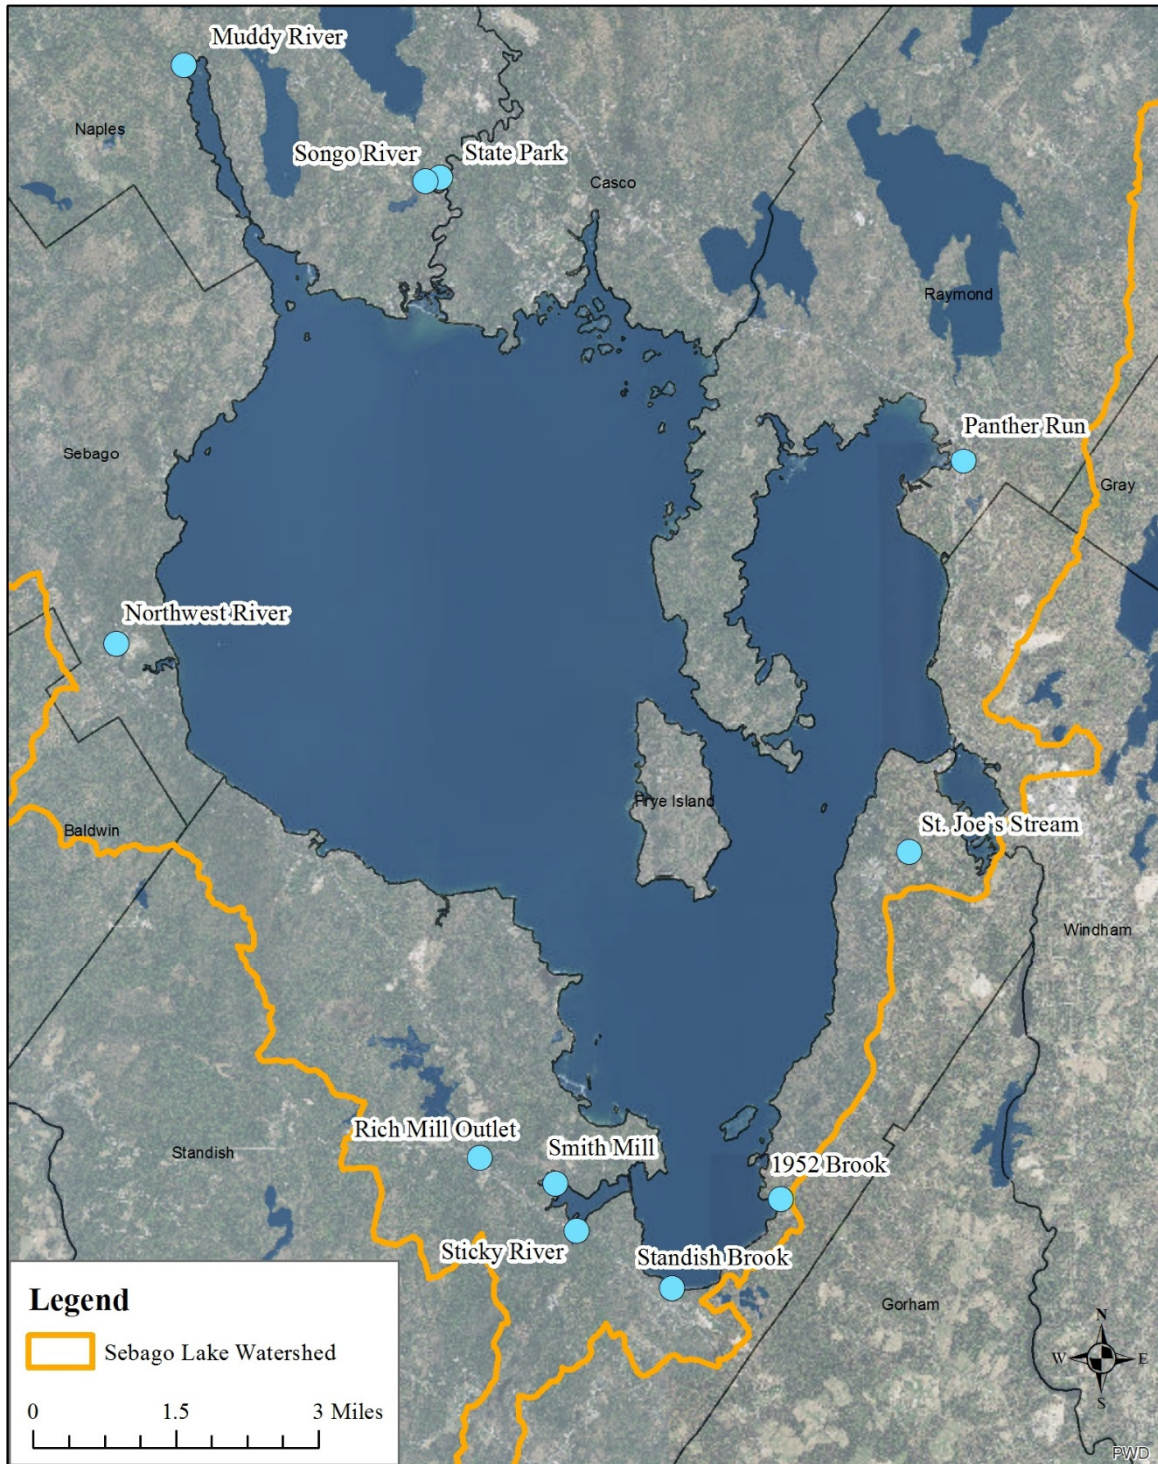 Muddy River
Naples
Songo River
State Park
Casco
Raymond
Panther Run
Sebago
Gray
Northwest River
Frye Island
Baldwin
St. Joe`s Stream
Windham
Rich Mill Outlet
Standish
Smith Mill
1952 Brook
Sticky River
Standish Brook
Gorham
Legend
Sebago Lake Watershed
0 1.5 3 Miles
N
W E
S
PWD